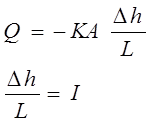 Q = −KA Δh/L
Δh/L = I